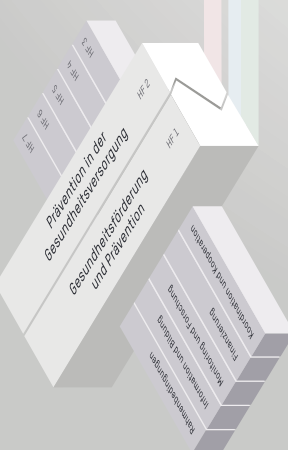 HF 3
HF 4
HF 5
HF 6
HF 7
HF 2
Prävention in der
Gesundheitsversorgung
HF 1
Gesundheitsförderung
und Prävention
Koordination und Kooperation
Finanzierung
Monitoring und Forschung
Information und Bildung
Rahmenbedingungen